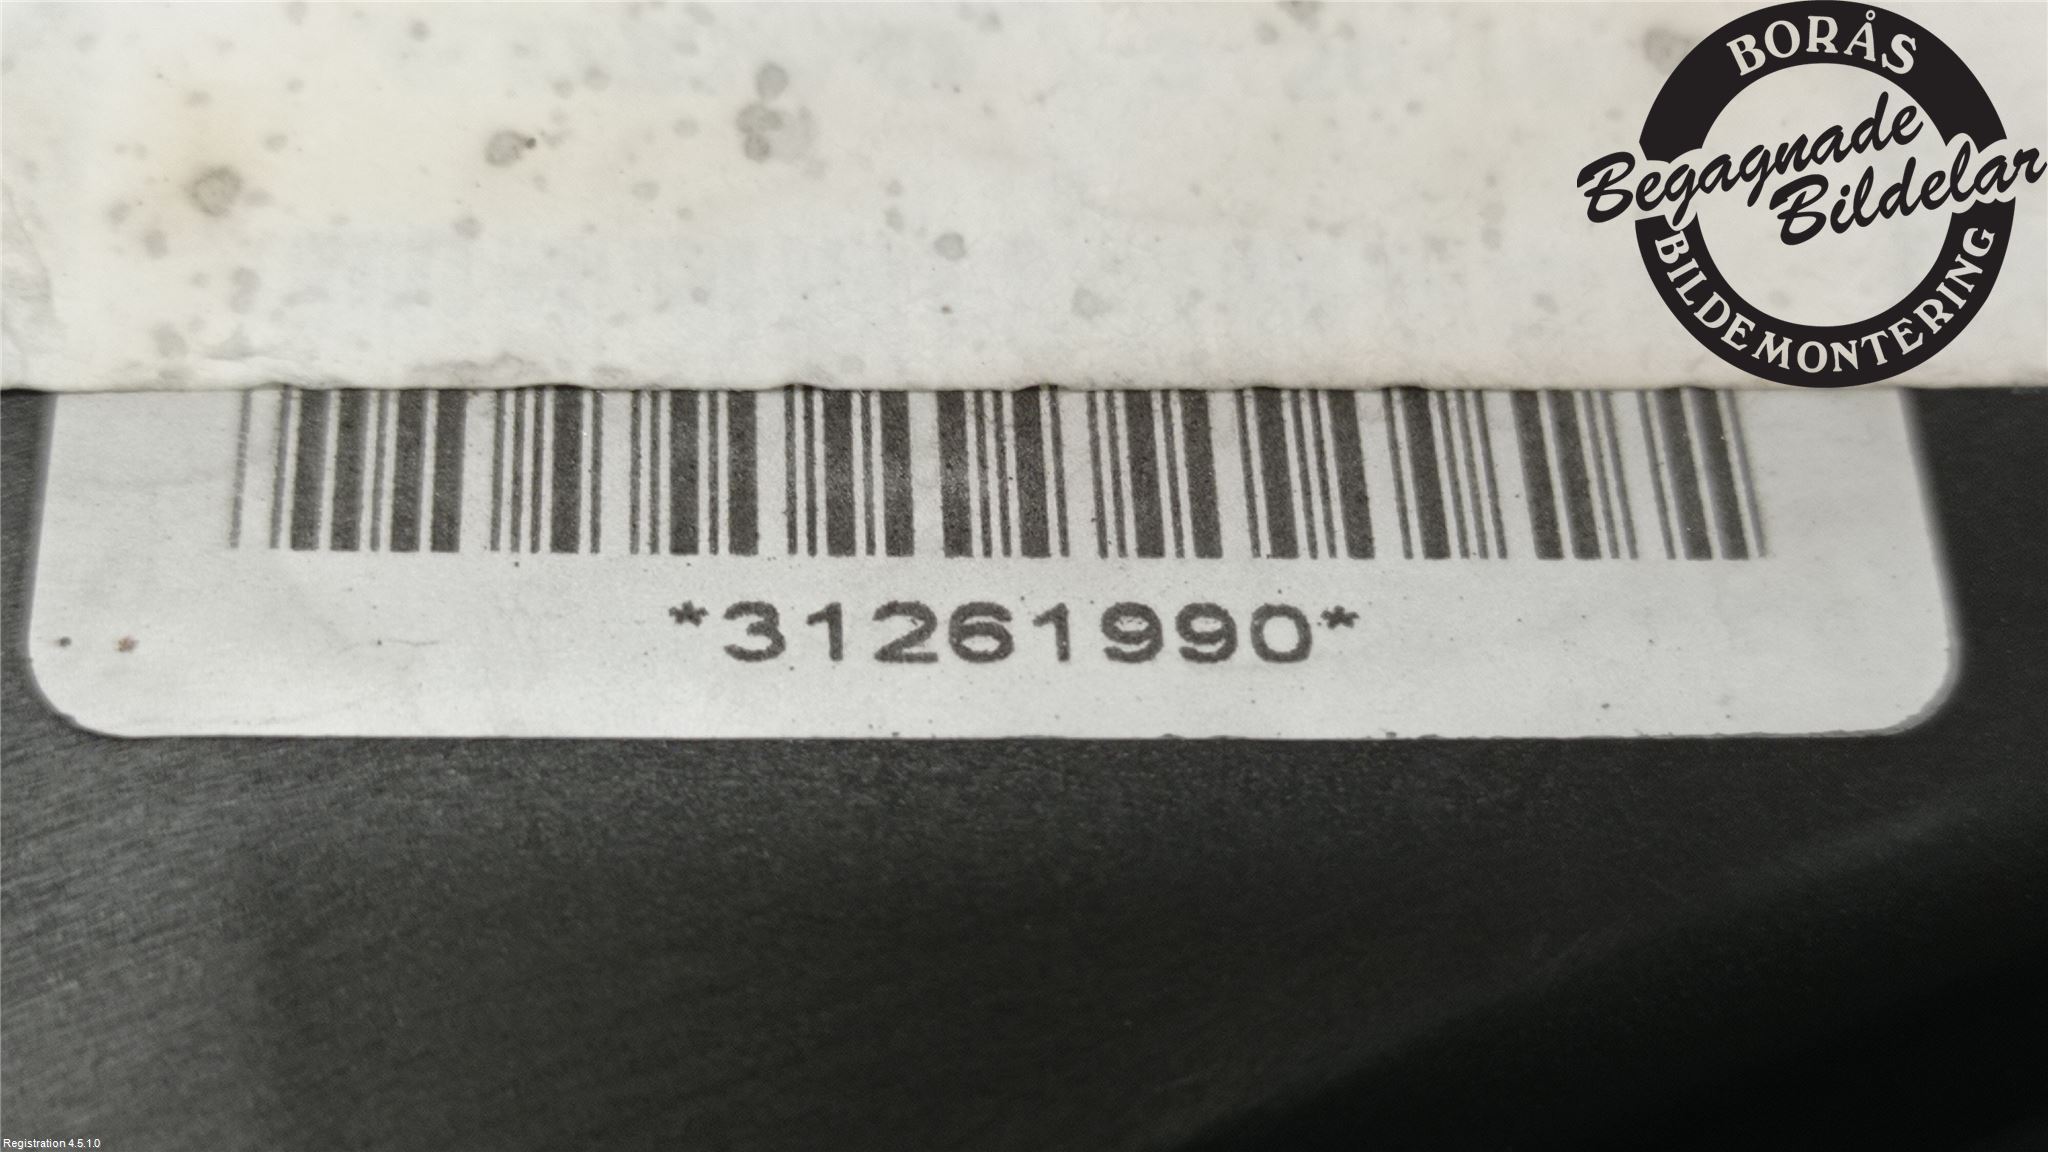 BORÅS
Begagnade
Bildelar
BILDEMONTERING
*31261990*
Registration 4.5.1.0